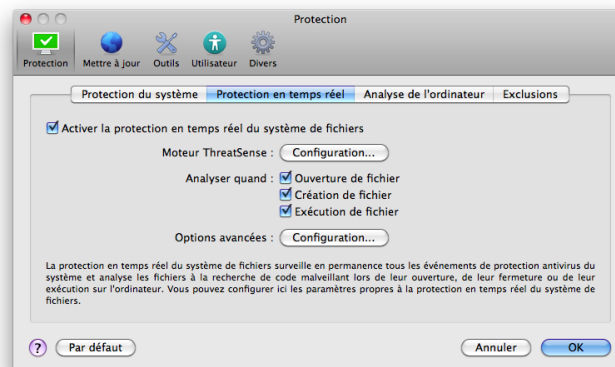 Protection
Protection Mettre à jour Outils Utilisateur Divers
Protection du système Protection en temps réel Analyse de l'ordinateur Exclusions
Activer la protection en temps réel du système de fichiers
Moteur ThreatSense : Configuration...
Analyser quand : Ouverture de fichier
Création de fichier
Exécution de fichier
Options avancées : Configuration...
La protection en temps réel du système de fichiers surveille en permanence tous les événements de protection antivirus du
système et analyse les fichiers à la recherche de code malveillant lors de leur ouverture, de leur fermeture ou de leur
exécution sur l'ordinateur. Vous pouvez configurer ici les paramètres propres à la protection en temps réel du système de
fichiers.
? Par défaut Annuler OK